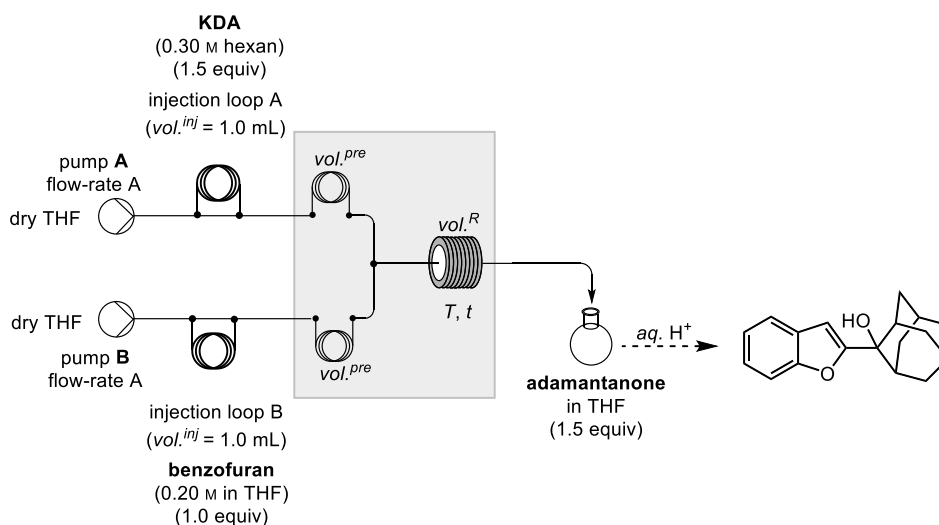 KDA
(0.30 M hexan)
(1.5 equiv)
injection loop A
(vol.inj = 1.0 mL)
pump A
flow-rate A
dry THF
vol.pre
vol.R
T, t
dry THF
pump B
flow-rate A
vol.pre
injection loop B
(vol.inj = 1.0 mL)
benzofuran
(0.20 M in THF)
(1.0 equiv)
adamantanone
in THF
(1.5 equiv)
aq. H+
HO
O